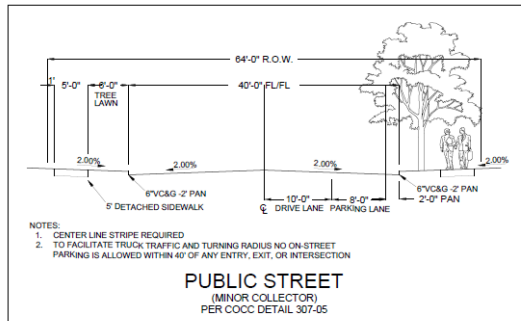 64'-0" R.O.W.
1' 5'-0" 6'-0" 40'-0" FL/FL
TREE
LAWN
2.00% 2.00% 2.00% 2.00%
6"VC&G -2' PAN 6"VC&G -2' PAN
10'-0" 8'-0" 2'-0" PAN
℄ DRIVE LANE PARKING LANE
5' DETACHED SIDEWALK
NOTES:
1. CENTER LINE STRIPE REQUIRED
2. TO FACILITATE TRUCK TRAFFIC AND TURNING RADIUS NO ON-STREET
PARKING IS ALLOWED WITHIN 40' OF ANY ENTRY, EXIT, OR INTERSECTION
PUBLIC STREET
(MINOR COLLECTOR)
PER COCC DETAIL 307-05